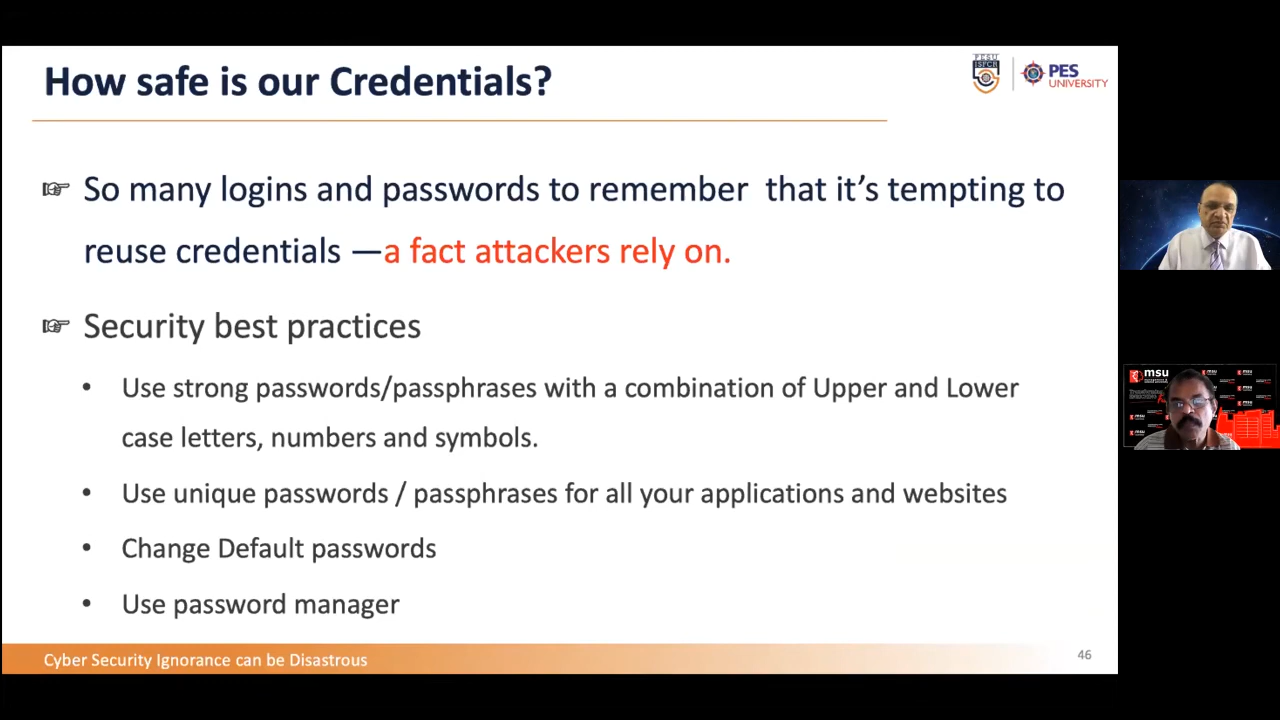 How safe is our Credentials?
PESU
ISFCR
PES
UNIVERSITY
☞ So many logins and passwords to remember that it’s tempting to
reuse credentials —a fact attackers rely on.
☞ Security best practices
• Use strong passwords/passphrases with a combination of Upper and Lower
case letters, numbers and symbols.
• Use unique passwords / passphrases for all your applications and websites
• Change Default passwords
• Use password manager
Cyber Security Ignorance can be Disastrous
46
msu